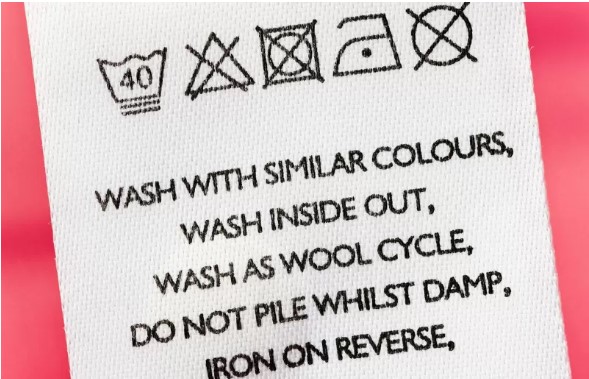 40
WASH WITH SIMILAR COLOURS,
WASH INSIDE OUT,
WASH AS WOOL CYCLE,
DO NOT PILE WHILST DAMP,
IRON ON REVERSE,